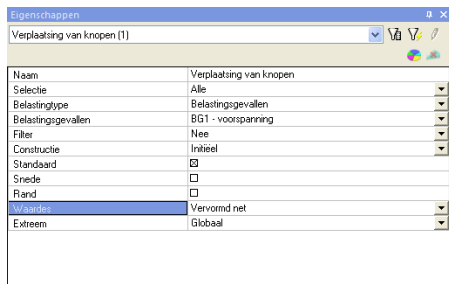 Eigenschappen
Verplaatsing van knopen (1)
Naam Verplaatsing van knopen
Selectie Alle
Belastingtype Belastingsgevallen
Belastingsgevallen BG1 - voorspanning
Filter Nee
Constructie Initiëel
Standaard
Snede
Rand
Waardes Vervormd net
Extreem Globaal